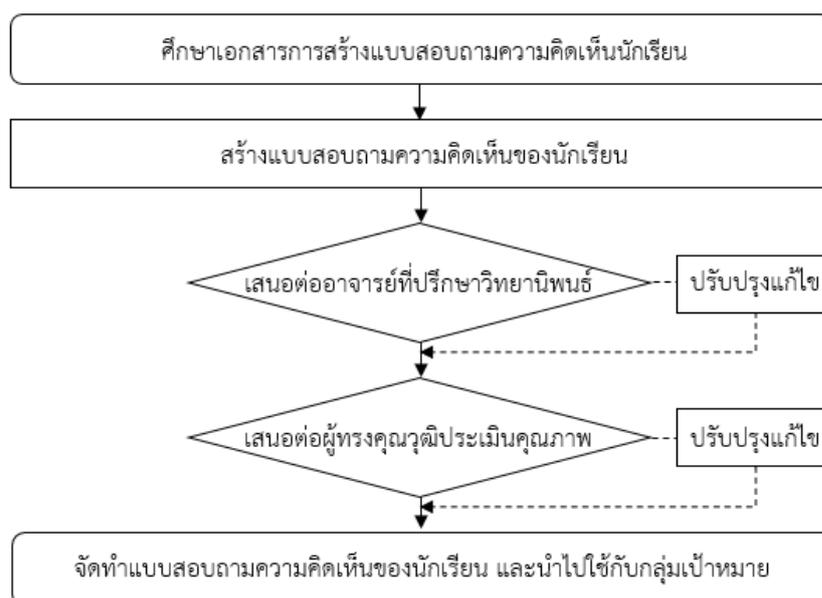 ศึกษาเอกสารการสร้างแบบสอบถามความคิดเห็นนักเรียน
สร้างแบบสอบถามความคิดเห็นของนักเรียน
เสนอต่ออาจารย์ที่ปรึกษาวิทยานิพนธ์
ปรับปรุงแก้ไข
เสนอต่อผู้ทรงคุณวุฒิประเมินคุณภาพ
ปรับปรุงแก้ไข
จัดทำแบบสอบถามความคิดเห็นของนักเรียน และนำไปใช้กับกลุ่มเป้าหมาย